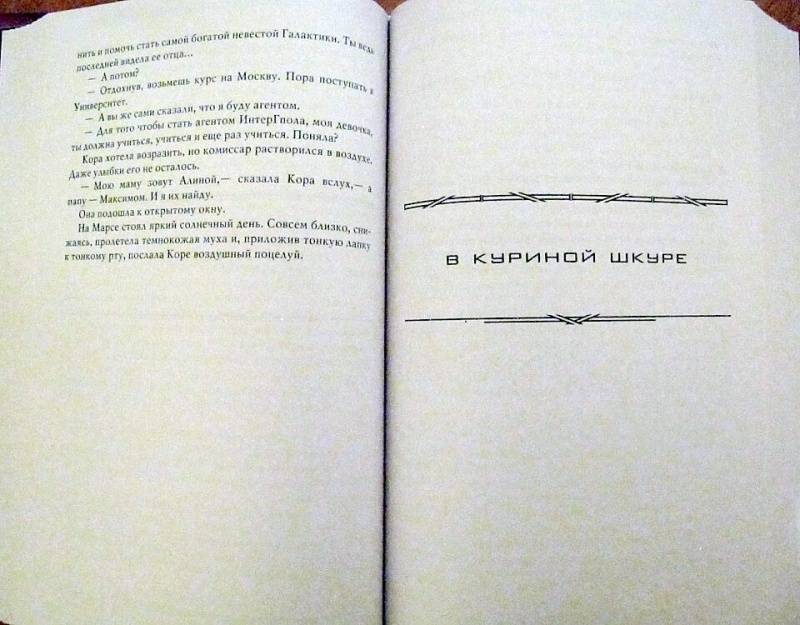 нить и помочь стать самой богатой невестой Галактики. Ты ведь
последней видела ее отца...
— А потом?
— Отдохнув, возьмешь курс на Москву. Пора поступать в
Университет.
— А вы же сами сказали, что я буду агентом.
— Для того чтобы стать агентом ИнтерГпола, моя девочка,
ты должна учиться, учиться и еще раз учиться. Поняла?
Кора хотела возразить, но комиссар растворился в воздухе.
Даже улыбки его не осталось.
— Мою маму зовут Алиной,— сказала Кора вслух,— а
папу — Максимом. И я их найду.
Она подошла к открытому окну.
На Марсе стоял яркий солнечный день. Совсем близко, сни-
жаясь, пролетела темнокожая муха и, приложив тонкую лапку
к тонкому рту, послала Коре воздушный поцелуй.
В КУРИНОЙ ШКУРЕ